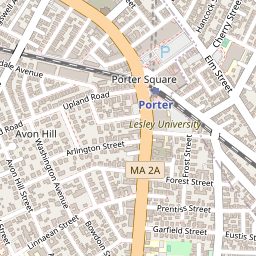 Hancock Street
Cherry Street
Elm Street
dale Avenue
Porter Square
Upland Road
Porter
Lesley University
Avon Hill
Road
Arlington Street
Frost Street
Washington Avenue
MA 2A
Eustis Street
Forest Street
Avon Hill Street
Prentiss Street
Linnaean Street
Garfield Street